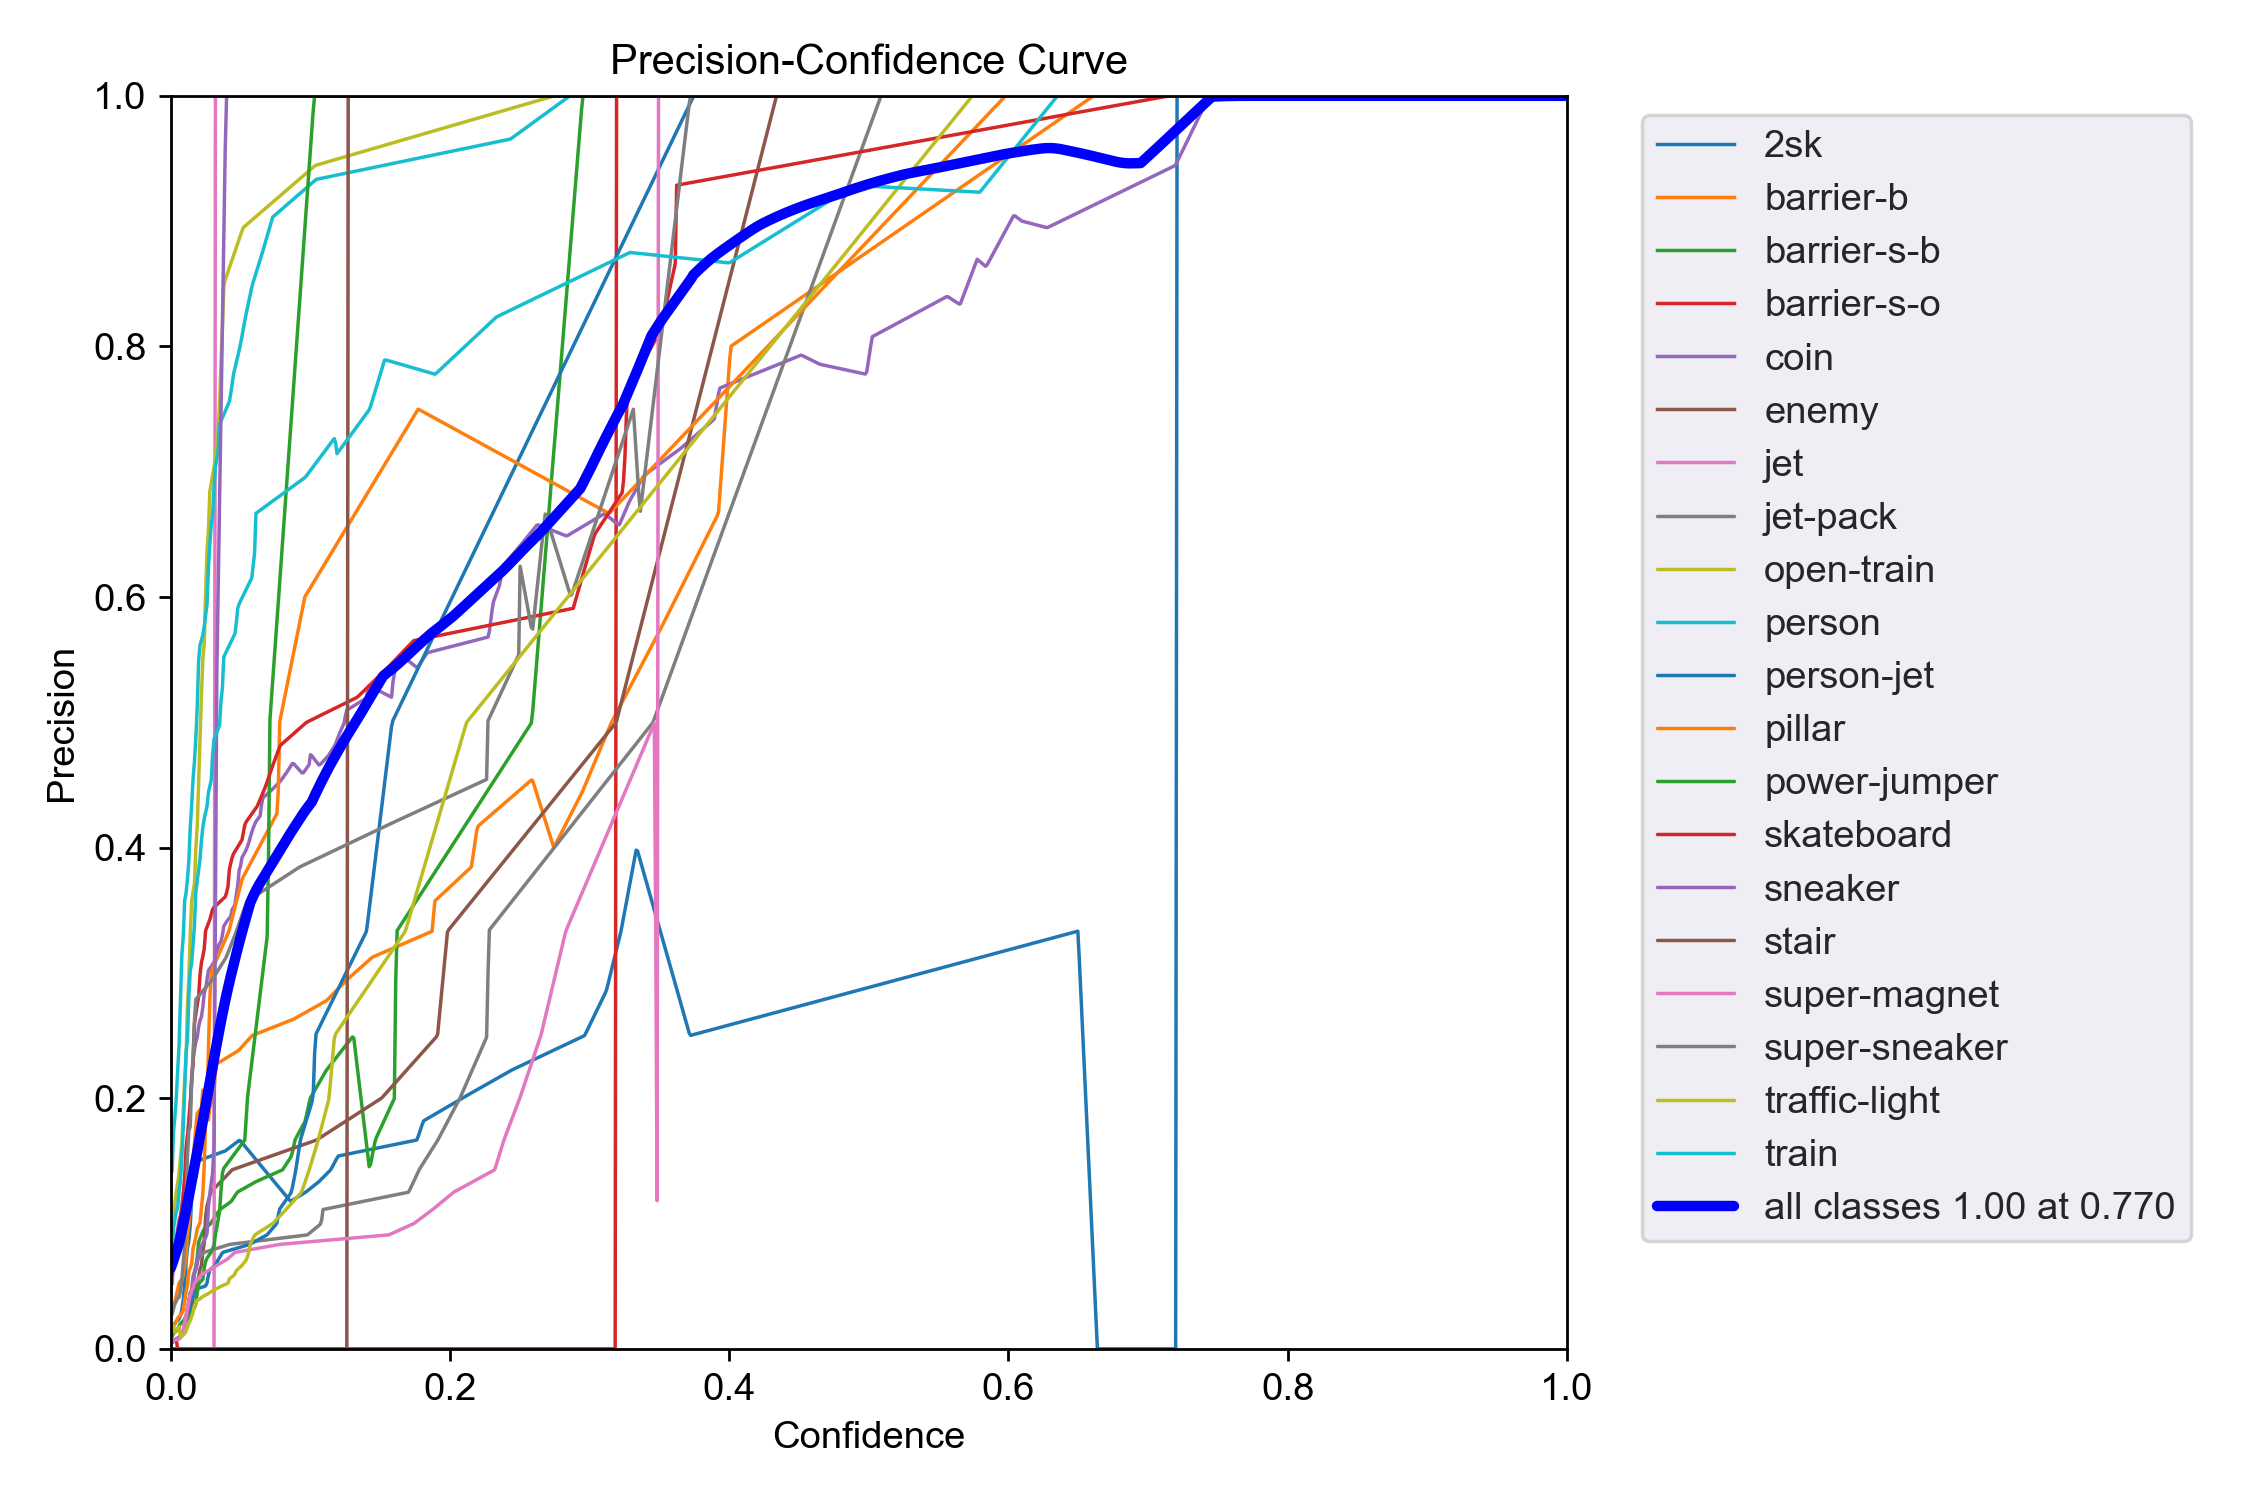 Precision-Confidence Curve
1.0
0.8
0.6
0.4
0.2
0.0
Precision
0.0 0.2 0.4 0.6 0.8 1.0
Confidence
2sk
barrier-b
barrier-s-b
barrier-s-o
coin
enemy
jet
jet-pack
open-train
person
person-jet
pillar
power-jumper
skateboard
sneaker
stair
super-magnet
super-sneaker
traffic-light
train
all classes 1.00 at 0.770